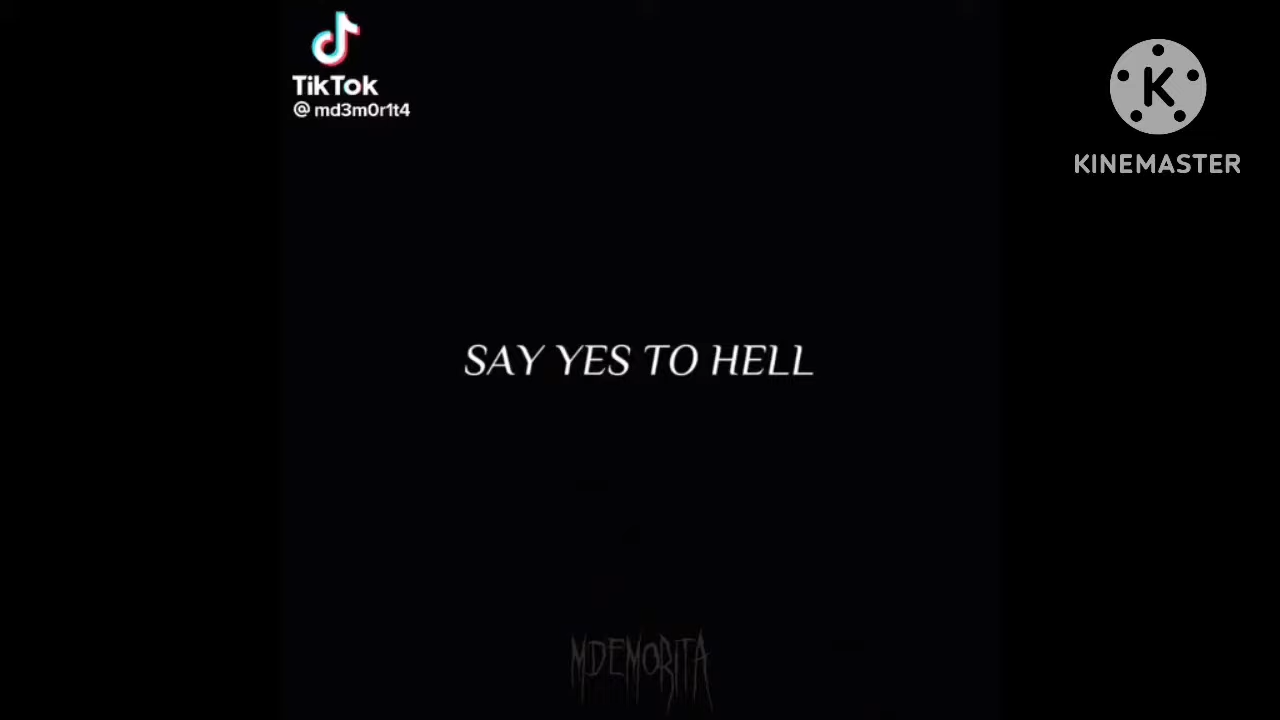 TikTok
@ md3m0r1t4
K
KINEMASTER
SAY YES TO HELL
MDEMORITA